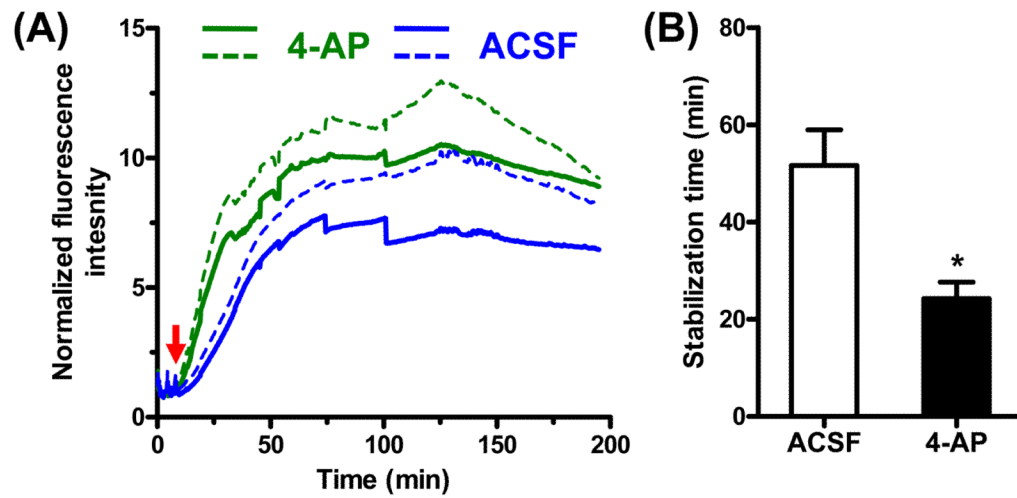 (A)
4-AP ACSF
Normalized fluorescence
intesnity
15
10
5
0
0 50 100 150 200
Time (min)
(B)
Stabilization time (min)
80
60
40
20
0
*
ACSF 4-AP